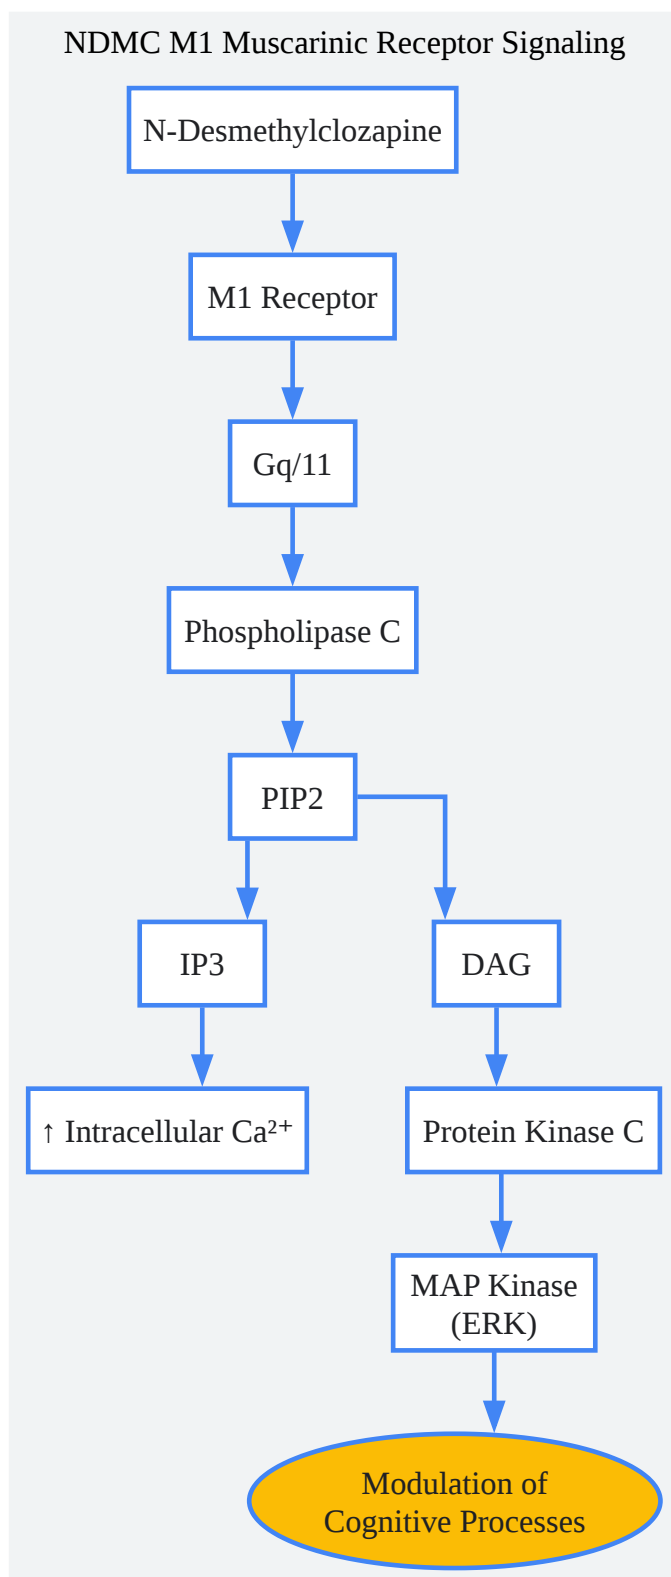 NDMC M1 Muscarinic Receptor Signaling
N-Desmethylclozapine
M1 Receptor
Gq/11
Phospholipase C
PIP2
IP3
DAG
↑ Intracellular Ca²⁺
Protein Kinase C
MAP Kinase
(ERK)
Modulation of
Cognitive Processes